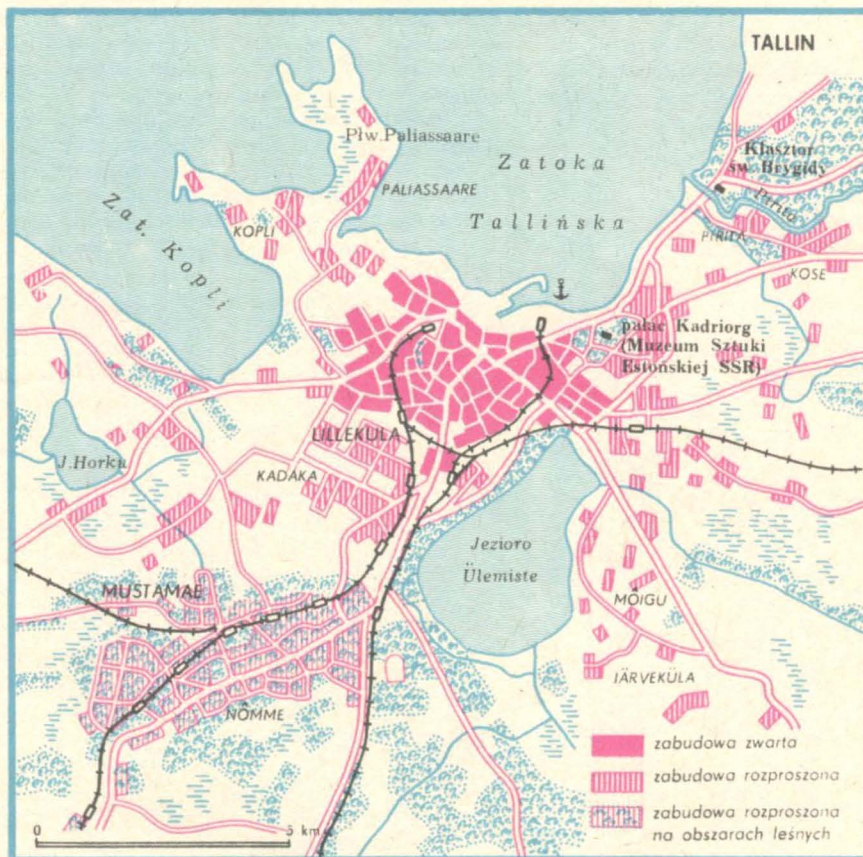 TALLIN
Płw. Paliassaare
PALIASSAARE
Zatoka
Tallińska
Klasztor
św. Brygidy
Pirita
PIRITA
KOSE
KOPLI
Zat. Kopli
pałac Kadriorg
(Muzeum Sztuki
Estońskiej SSR)
LILLEKÜLA
J. Horku
KADAKA
Jezioro
Ülemiste
MUSTAMÄE
MÕIGU
IÄRVEKÜLA
NÕMME
zabudowa zwarta
zabudowa rozproszona
zabudowa rozproszona
na obszarach leśnych
0 5 km